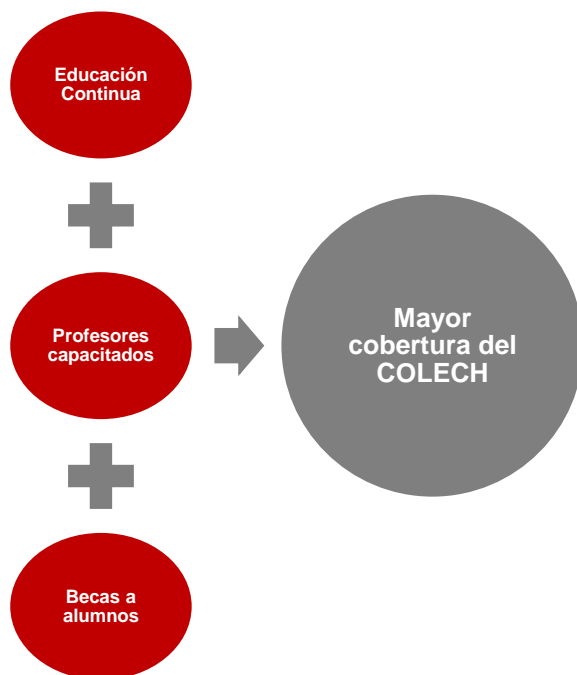 Educación
Continua
Profesores
capacitados
Mayor
cobertura del
COLECH
Becas a
alumnos